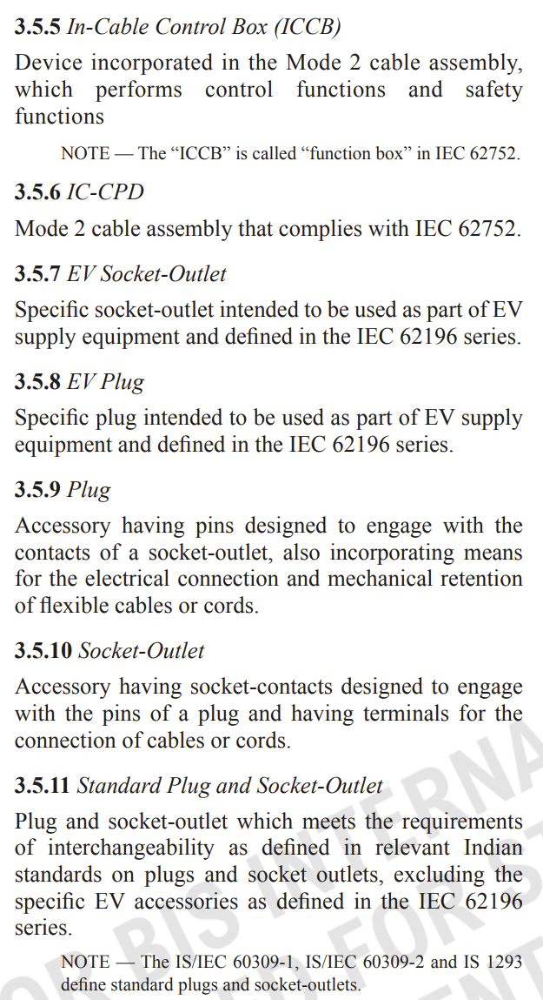 3.5.5 In-Cable Control Box (ICCB)
Device incorporated in the Mode 2 cable assembly,
which performs control functions and safety
functions
NOTE — The “ICCB” is called “function box” in IEC 62752.
3.5.6 IC-CPD
Mode 2 cable assembly that complies with IEC 62752.
3.5.7 EV Socket-Outlet
Specific socket-outlet intended to be used as part of EV
supply equipment and defined in the IEC 62196 series.
3.5.8 EV Plug
Specific plug intended to be used as part of EV supply
equipment and defined in the IEC 62196 series.
3.5.9 Plug
Accessory having pins designed to engage with the
contacts of a socket-outlet, also incorporating means
for the electrical connection and mechanical retention
of flexible cables or cords.
3.5.10 Socket-Outlet
Accessory having socket-contacts designed to engage
with the pins of a plug and having terminals for the
connection of cables or cords.
3.5.11 Standard Plug and Socket-Outlet
Plug and socket-outlet which meets the requirements
of interchangeability as defined in relevant Indian
standards on plugs and socket outlets, excluding the
specific EV accessories as defined in the IEC 62196
series.
NOTE — The IS/IEC 60309-1, IS/IEC 60309-2 and IS 1293
define standard plugs and socket-outlets.
BIS
FOR